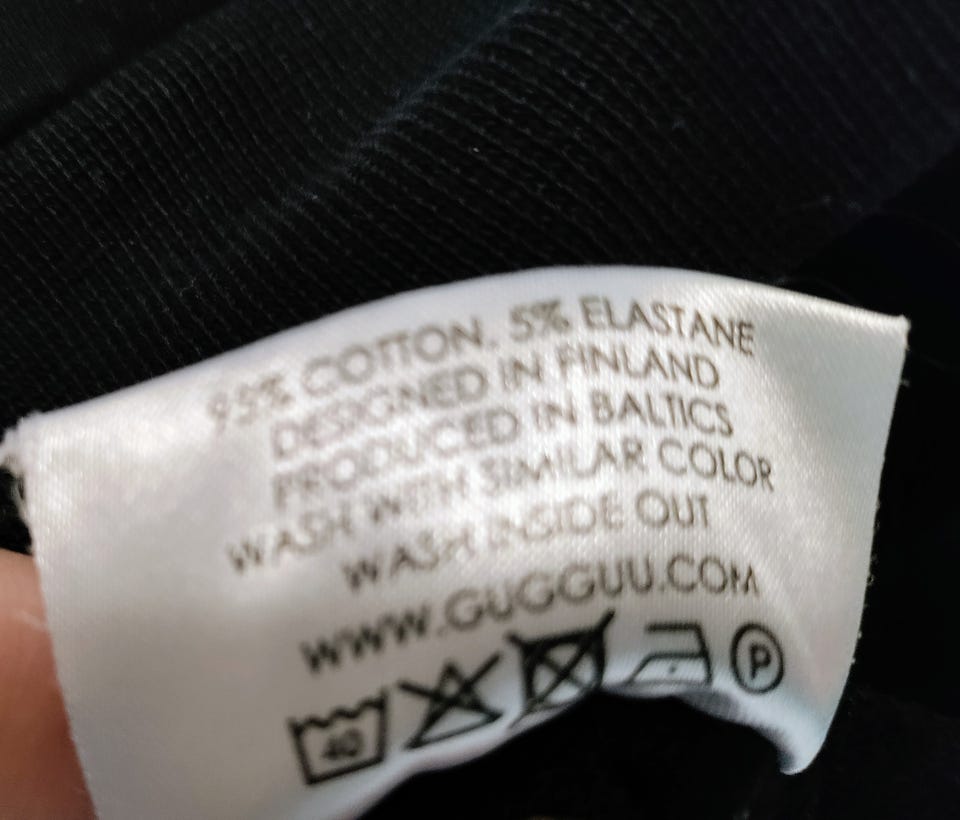 95% COTTON, 5% ELASTANE
DESIGNED IN FINLAND
PRODUCED IN BALTICS
WASH WITH SIMILAR COLOR
WASH INSIDE OUT
WWW.GUGGUU.COM
40 P